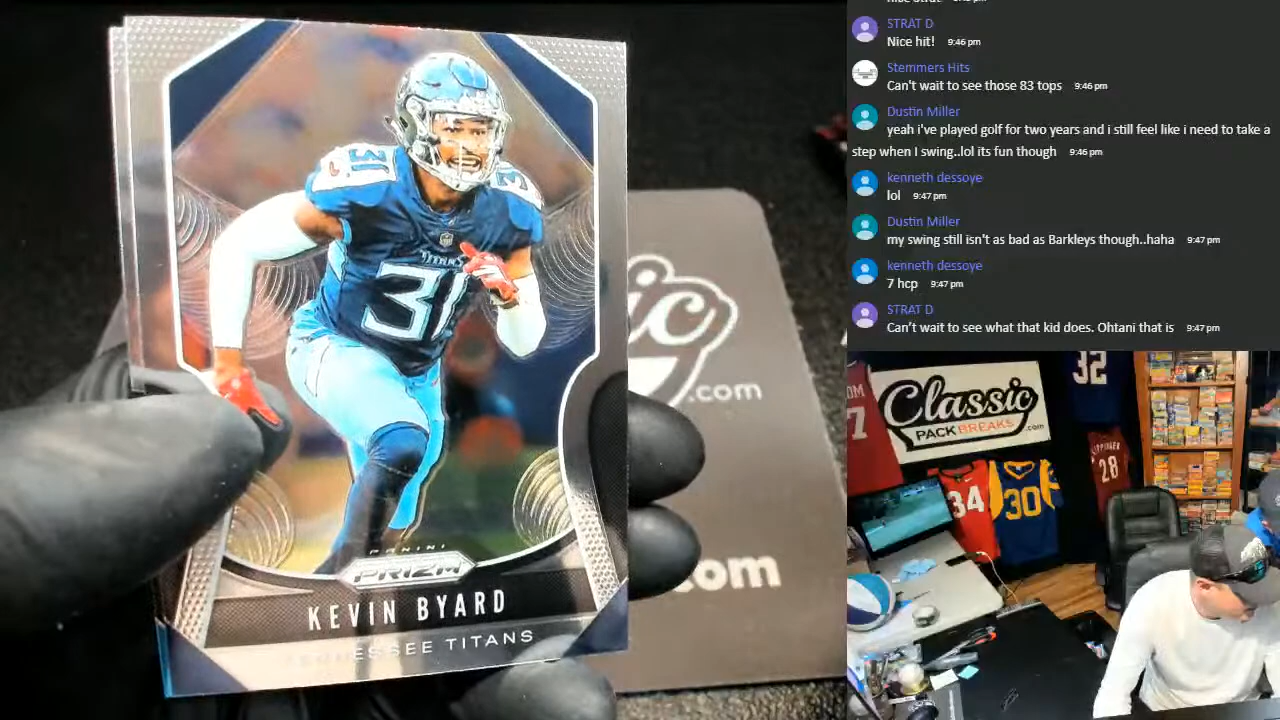 31
TITANS
31
PANINI
PRIZM
KEVIN BYARD
TENNESSEE TITANS
ic
.com
.com
STRAT D
Nice hit! 9:46 pm
Stemmers Hits
Can't wait to see those 83 tops 9:46 pm
Dustin Miller
yeah i've played golf for two years and i still feel like i need to take a
step when I swing..lol its fun though 9:46 pm
kenneth dessoye
lol 9:47 pm
Dustin Miller
my swing still isn't as bad as Barkleys though..haha 9:47 pm
kenneth dessoye
7 hcp 9:47 pm
STRAT D
Can't wait to see what that kid does. Ohtani that is 9:47 pm
Classic
PACK BREAKS .com
32
7
34
30
28